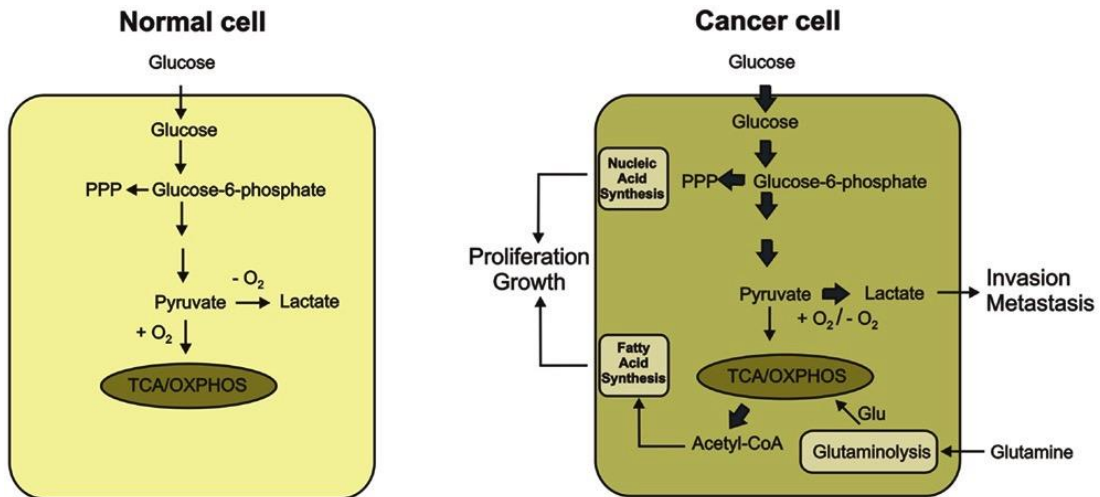 Normal cell
Glucose
Glucose
PPP
Glucose-6-phosphate
- O₂
Pyruvate
Lactate
+ O₂
TCA/OXPHOS
Cancer cell
Glucose
Glucose
Nucleic
Acid
Synthesis
PPP
Glucose-6-phosphate
Proliferation
Growth
Pyruvate
Lactate
+ O₂ / - O₂
Invasion
Metastasis
Fatty
Acid
Synthesis
TCA/OXPHOS
Glu
Acetyl-CoA
Glutaminolysis
Glutamine